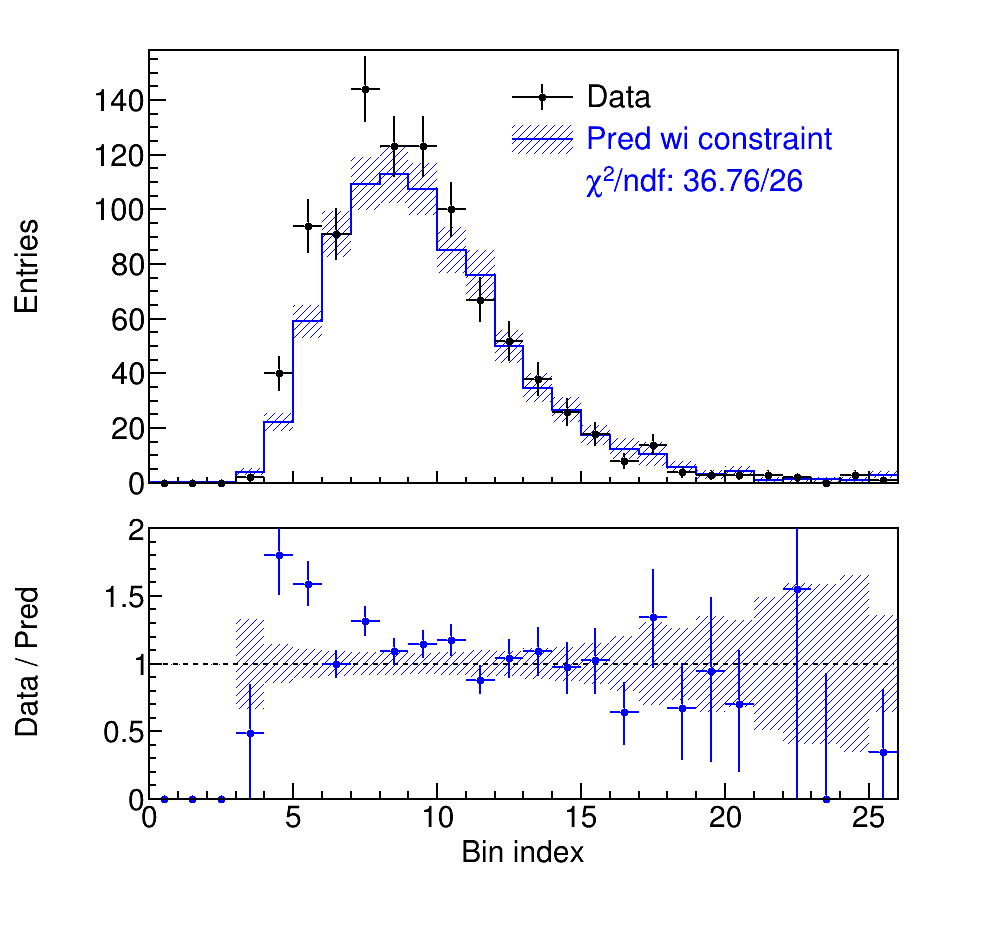 Data
Pred wi constraint
χ²/ndf: 36.76/26
Entries
140
120
100
80
60
40
20
0
Data / Pred
2
1.5
1
0.5
0
0 5 10 15 20 25
Bin index